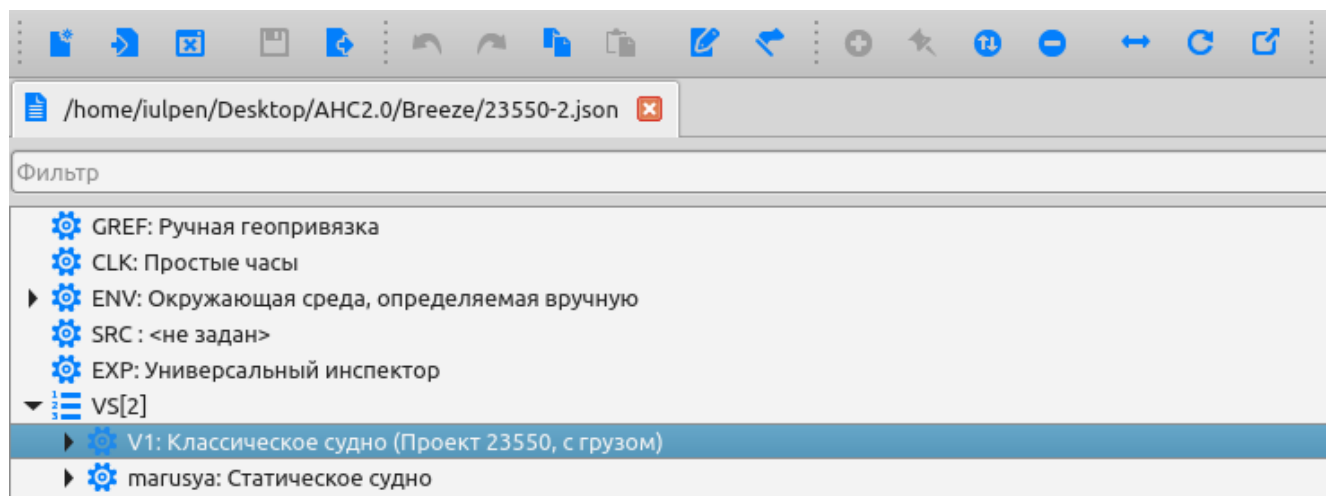 /home/iulpen/Desktop/AHC2.0/Breeze/23550-2.json
Фильтр
GREF: Ручная геопривязка
CLK: Простые часы
ENV: Окружающая среда, определяемая вручную
SRC : <не задан>
EXP: Универсальный инспектор
VS[2]
V1: Классическое судно (Проект 23550, с грузом)
marusya: Статическое судно